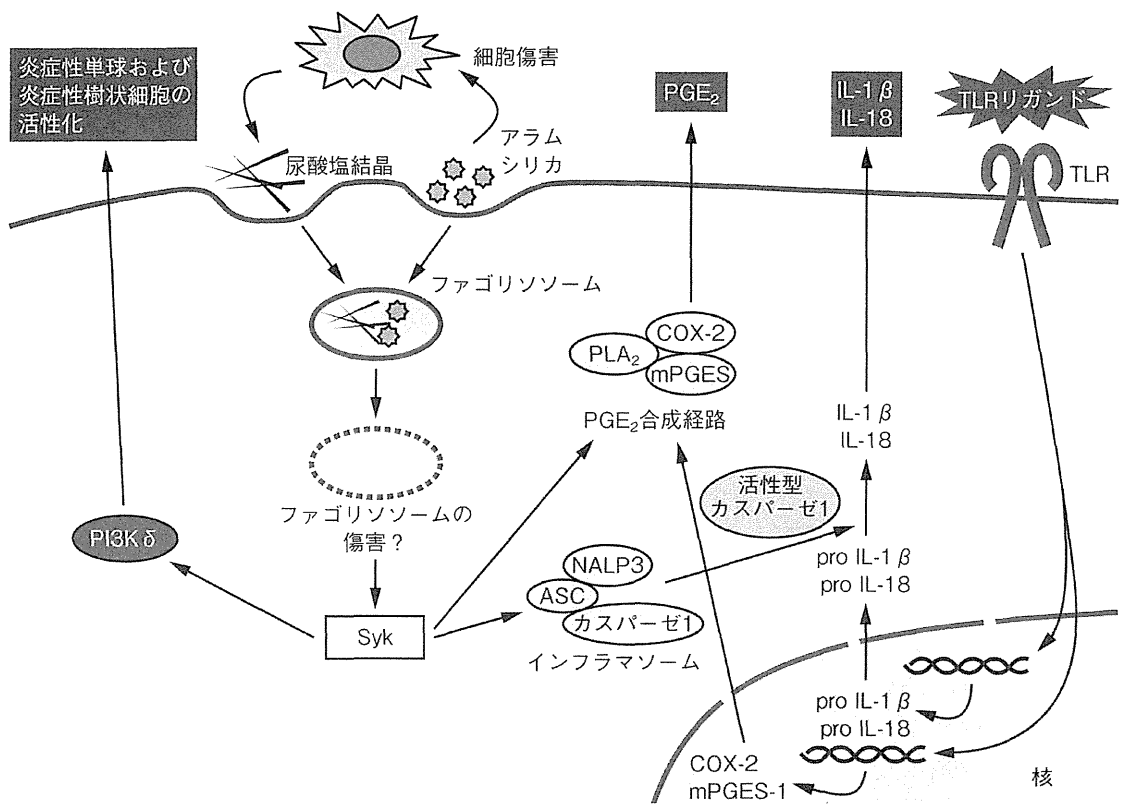 炎症性単球および
炎症性樹状細胞の
活性化
細胞傷害
尿酸塩結晶
アラム
シリカ
PGE₂
IL-1 β
IL-18
TLRリガンド
TLR
ファゴリソソーム
PLA₂
COX-2
mPGES
PGE₂合成経路
IL-1 β
IL-18
活性型
カスパーゼ1
ファゴリソソームの
傷害？
PI3K δ
Syk
NALP3
ASC
カスパーゼ1
インフラマソーム
pro IL-1 β
pro IL-18
pro IL-1 β
pro IL-18
COX-2
mPGES-1
核